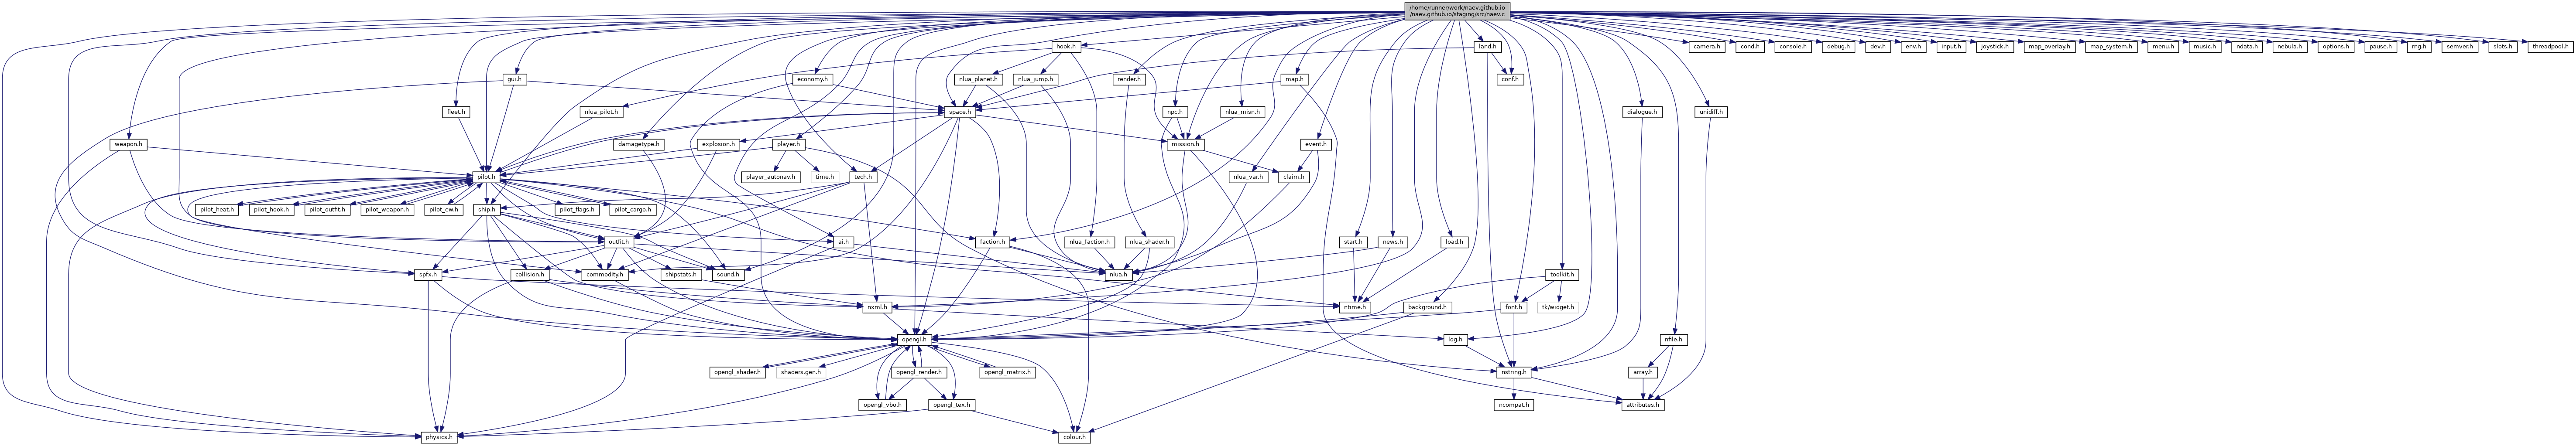 /home/runner/work/naev.github.io
/naev.github.io/staging/src/naev.c
hook.h
land.h
camera.h
cond.h
console.h
debug.h
dev.h
env.h
input.h
joystick.h
map_overlay.h
map_system.h
menu.h
music.h
ndata.h
nebula.h
options.h
pause.h
rng.h
semver.h
slots.h
threadpool.h
gui.h
economy.h
nlua_planet.h
nlua_jump.h
render.h
map.h
conf.h
fleet.h
nlua_pilot.h
space.h
npc.h
nlua_misn.h
dialogue.h
unidiff.h
weapon.h
damagetype.h
explosion.h
player.h
mission.h
event.h
pilot.h
player_autonav.h
time.h
tech.h
nlua_var.h
claim.h
pilot_heat.h
pilot_hook.h
pilot_outfit.h
pilot_weapon.h
pilot_ew.h
ship.h
pilot_flags.h
pilot_cargo.h
outfit.h
ai.h
faction.h
nlua_faction.h
nlua_shader.h
start.h
news.h
load.h
spfx.h
collision.h
commodity.h
shipstats.h
sound.h
nlua.h
toolkit.h
nxml.h
ntime.h
background.h
font.h
tk/widget.h
opengl.h
log.h
nfile.h
opengl_shader.h
shaders.gen.h
opengl_render.h
opengl_matrix.h
nstring.h
array.h
opengl_vbo.h
opengl_tex.h
ncompat.h
attributes.h
physics.h
colour.h